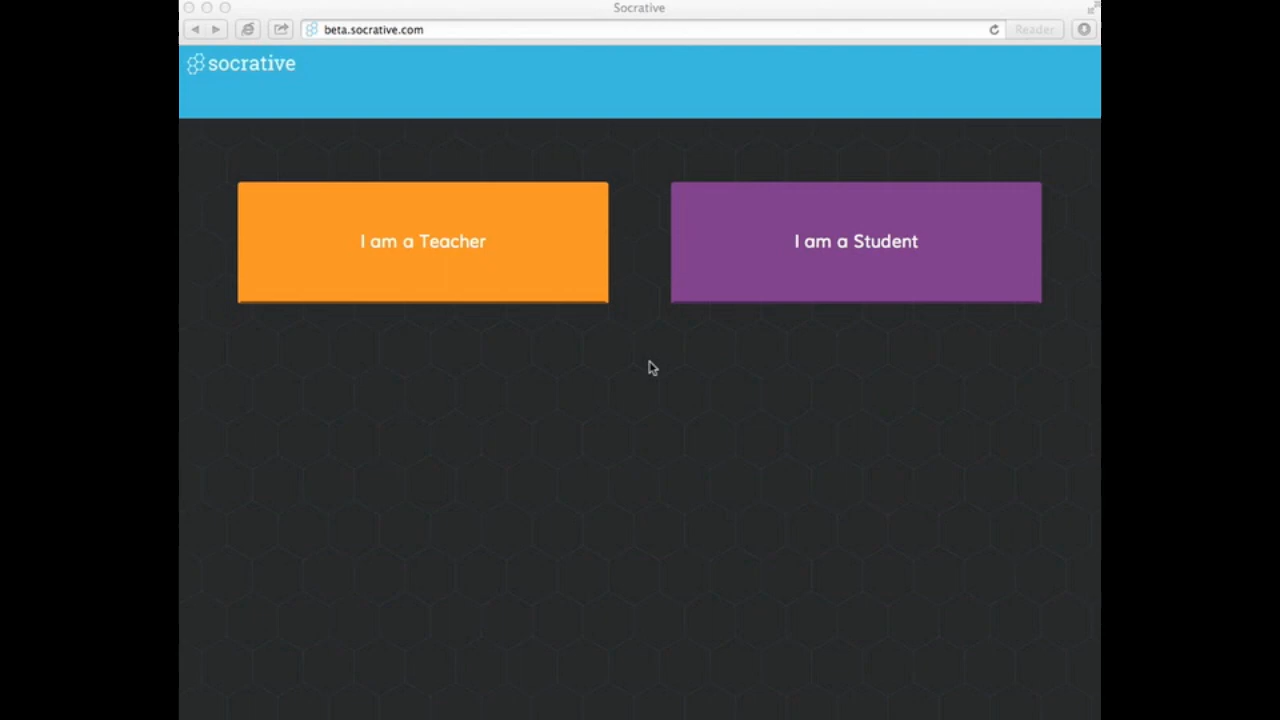 Socrative
beta.socrative.com
Reader
socrative
I am a Teacher
I am a Student